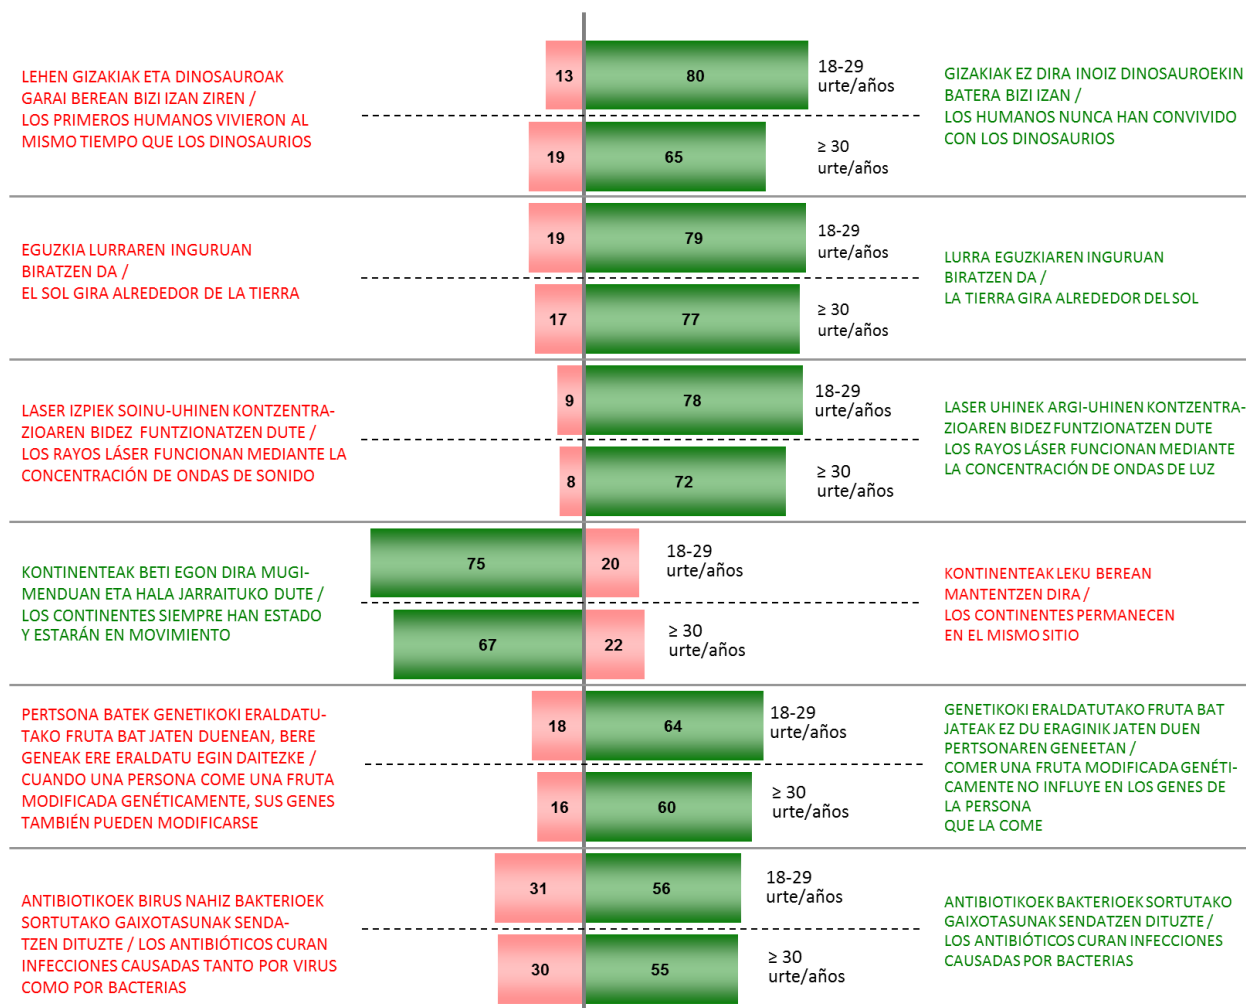 LEHEN GIZAKIAK ETA DINOSAUROAK
GARAI BEREAN BIZI IZAN ZIREN /
LOS PRIMEROS HUMANOS VIVIERON AL
MISMO TIEMPO QUE LOS DINOSAURIOS
13
80
18-29
urte/años
19
65
≥ 30
urte/años
GIZAKIAK EZ DIRA INOIZ DINOSAUROEKIN
BATERA BIZI IZAN /
LOS HUMANOS NUNCA HAN CONVIVIDO
CON LOS DINOSAURIOS
EGUZKIA LURRAREN INGURUAN
BIRATZEN DA /
EL SOL GIRA ALREDEDOR DE LA TIERRA
19
79
18-29
urte/años
17
77
≥ 30
urte/años
LURRA EGUZKIAREN INGURUAN
BIRATZEN DA /
LA TIERRA GIRA ALREDEDOR DEL SOL
LASER IZPIEK SOINU-UHINEN KONTZENTRA-
ZIOAREN BIDEZ FUNTZIONATZEN DUTE /
LOS RAYOS LÁSER FUNCIONAN MEDIANTE LA
CONCENTRACIÓN DE ONDAS DE SONIDO
9
78
18-29
urte/años
8
72
≥ 30
urte/años
LASER UHINEK ARGI-UHINEN KONTZENTRA-
ZIOAREN BIDEZ FUNTZIONATZEN DUTE
LOS RAYOS LÁSER FUNCIONAN MEDIANTE
LA CONCENTRACIÓN DE ONDAS DE LUZ
KONTINENTEAK BETI EGON DIRA MUGI-
MENDUAN ETA HALA JARRAITUKO DUTE /
LOS CONTINENTES SIEMPRE HAN ESTADO
Y ESTARÁN EN MOVIMIENTO
75
20
18-29
urte/años
67
22
≥ 30
urte/años
KONTINENTEAK LEKU BEREAN
MANTENTZEN DIRA /
LOS CONTINENTES PERMANECEN
EN EL MISMO SITIO
PERTSONA BATEK GENETIKOKI ERALDATU-
TAKO FRUTA BAT JATEN DUENEAN, BERE
GENEAK ERE ERALDATU EGIN DAITEZKE /
CUANDO UNA PERSONA COME UNA FRUTA
MODIFICADA GENÉTICAMENTE, SUS GENES
TAMBIÉN PUEDEN MODIFICARSE
18
64
18-29
urte/años
16
60
≥ 30
urte/años
GENETIKOKI ERALDATUTAKO FRUTA BAT
JATEAK EZ DU ERAGINIK JATEN DUEN
PERTSONAREN GENEETAN /
COMER UNA FRUTA MODIFICADA GENÉTI-
CAMENTE NO INFLUYE EN LOS GENES DE
LA PERSONA
QUE LA COME
ANTIBIOTIKOEK BIRUS NAHIZ BAKTERIOEK
SORTUTAKO GAIXOTASUNAK SENDA-
TZEN DITUZTE / LOS ANTIBIÓTICOS CURAN
INFECCIONES CAUSADAS TANTO POR VIRUS
COMO POR BACTERIAS
31
56
18-29
urte/años
30
55
≥ 30
urte/años
ANTIBIOTIKOEK BAKTERIOEK SORTUTAKO
GAIXOTASUNAK SENDATZEN DITUZTE /
LOS ANTIBIÓTICOS CURAN INFECCIONES
CAUSADAS POR BACTERIAS